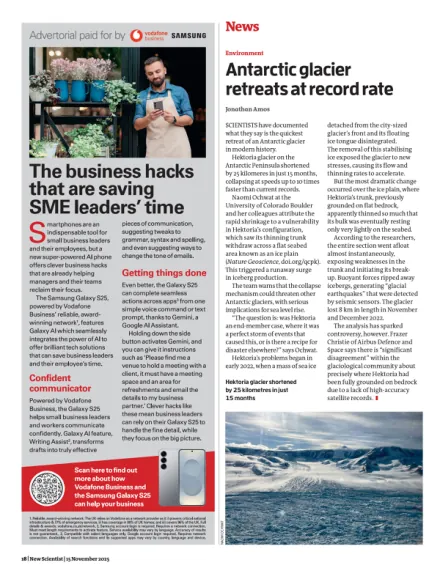 Advertorial paid for by vodafone business SAMSUNG
The business hacks
that are saving
SME leaders' time
Smartphones are an
indispensable tool for
small business leaders
and their employees, but a
new super-powered AI phone
offers clever business hacks
that are already helping
managers and their teams
reclaim their focus.
The Samsung Galaxy S25,
powered by Vodafone
Business' reliable, award-
winning network¹, features
Galaxy AI which seamlessly
integrates the power of AI to
offer brilliant tech solutions
that can save business leaders
and their employee's time.
Confident
communicator
Powered by Vodafone
Business, the Galaxy S25
helps small business leaders
and workers communicate
confidently. Galaxy AI feature,
Writing Assist², transforms
drafts into truly effective
pieces of communication,
suggesting tweaks to
grammar, syntax and spelling,
and even suggesting ways to
change the tone of emails.
Getting things done
Even better, the Galaxy S25
can complete seamless
actions across apps³ from one
simple voice command or text
prompt, thanks to Gemini, a
Google AI Assistant.
Holding down the side
button activates Gemini, and
you can give it instructions
such as 'Please find me a
venue to hold a meeting with a
client, it must have a meeting
space and an area for
refreshments and email the
details to my business
partner.' Clever hacks like
these mean business leaders
can rely on their Galaxy S25 to
handle the fine detail, while
they focus on the big picture.
Scan here to find out
more about how
Vodafone Business and
the Samsung Galaxy S25
can help your business
18 | New Scientist | 15 November 2025
News
Environment
Antarctic glacier
retreats at record rate
Jonathan Amos
SCIENTISTS have documented
what they say is the quickest
retreat of an Antarctic glacier
in modern history.
Hektoria glacier on the
Antarctic Peninsula shortened
by 25 kilometres in just 15 months,
collapsing at speeds up to 10 times
faster than current records.
Naomi Ochwat at the
University of Colorado Boulder
and her colleagues attribute the
rapid shrinkage to a vulnerability
in Hektoria's configuration,
which saw its thinning trunk
withdraw across a flat seabed
area known as an ice plain
(Nature Geoscience, doi.org/qcpk).
This triggered a runaway surge
in iceberg production.
The team warns that the collapse
mechanism could threaten other
Antarctic glaciers, with serious
implications for sea level rise.
"The question is: was Hektoria
an end-member case, where it was
a perfect storm of events that
caused this, or is there a recipe for
disaster elsewhere?" says Ochwat.
Hektoria's problems began in
early 2022, when a mass of sea ice
Hektoria glacier shortened
by 25 kilometres in just
15 months
detached from the city-sized
glacier's front and its floating
ice tongue disintegrated.
The removal of this stabilising
ice exposed the glacier to new
stresses, causing its flow and
thinning rates to accelerate.
But the most dramatic change
occurred over the ice plain, where
Hektoria's trunk, previously
grounded on flat bedrock,
apparently thinned so much that
its bulk was eventually resting
only very lightly on the seabed.
According to the researchers,
the entire section went afloat
almost instantaneously,
exposing weaknesses in the
trunk and initiating its break-
up. Buoyant forces ripped away
icebergs, generating "glacial
earthquakes" that were detected
by seismic sensors. The glacier
lost 8 km in length in November
and December 2022.
The analysis has sparked
controversy, however. Fraser
Christie of Airbus Defence and
Space says there is "significant
disagreement" within the
glaciological community about
precisely where Hektoria had
been fully grounded on bedrock
due to a lack of high-accuracy
satellite records.